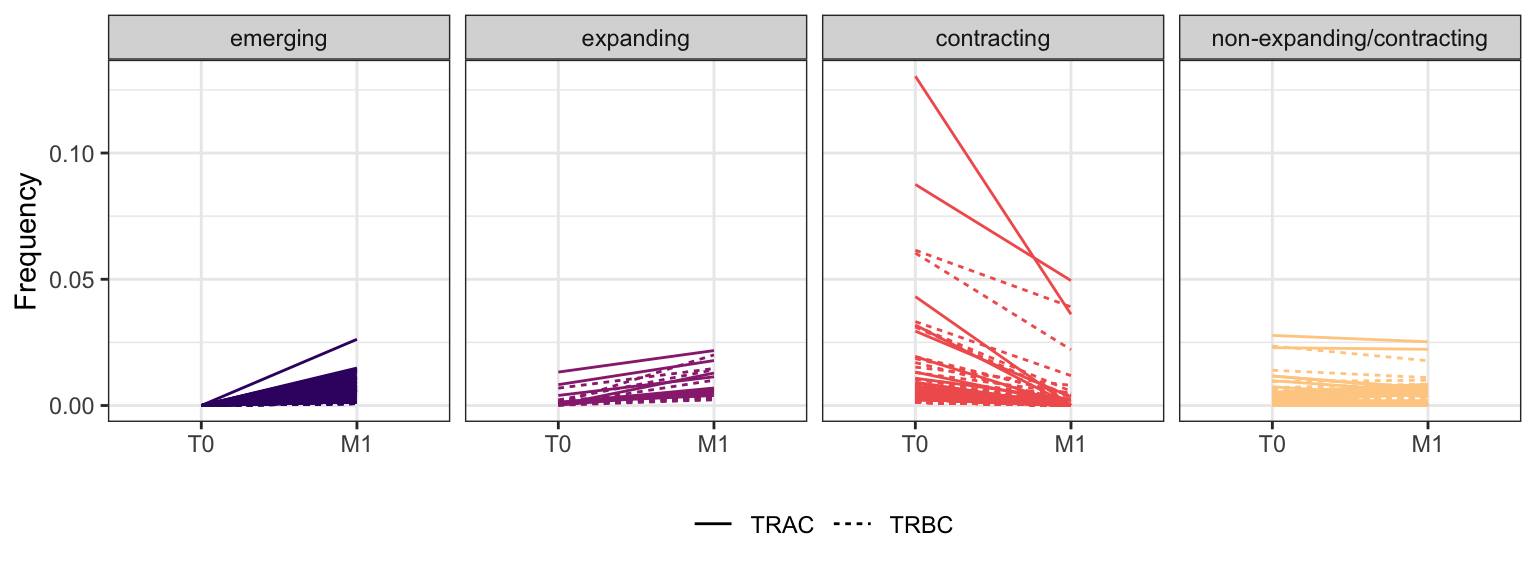 emerging expanding contracting non-expanding/contracting
Frequency
0.10
0.05
0.00
T0 M1 T0 M1 T0 M1 T0 M1
TRAC TRBC